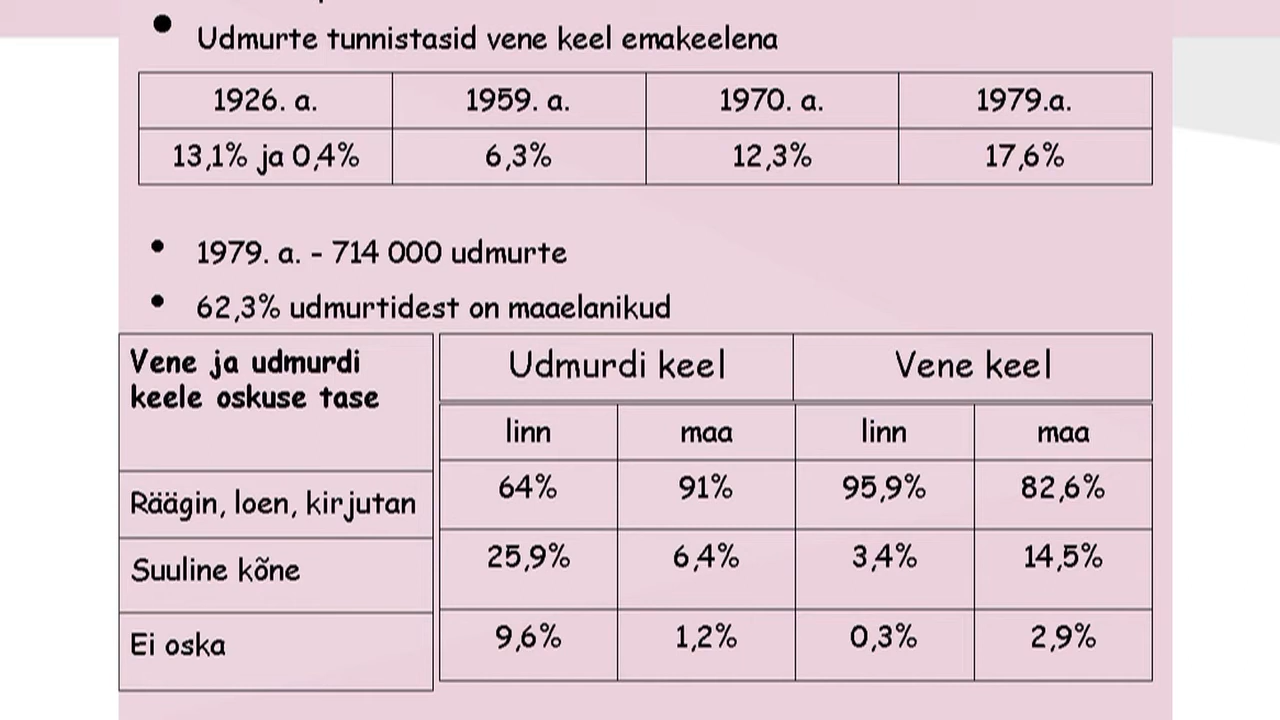 Udmurte tunnistasid vene keel emakeelena
1926. a. 1959. a. 1970. a. 1979.a.
13,1% ja 0,4% 6,3% 12,3% 17,6%
1979. a. - 714 000 udmurte
62,3% udmurtidest on maaelanikud
Vene ja udmurdi
keele oskuse tase
Udmurdi keel Vene keel
linn maa linn maa
Räägin, loen, kirjutan 64% 91% 95,9% 82,6%
Suuline kõne 25,9% 6,4% 3,4% 14,5%
Ei oska 9,6% 1,2% 0,3% 2,9%